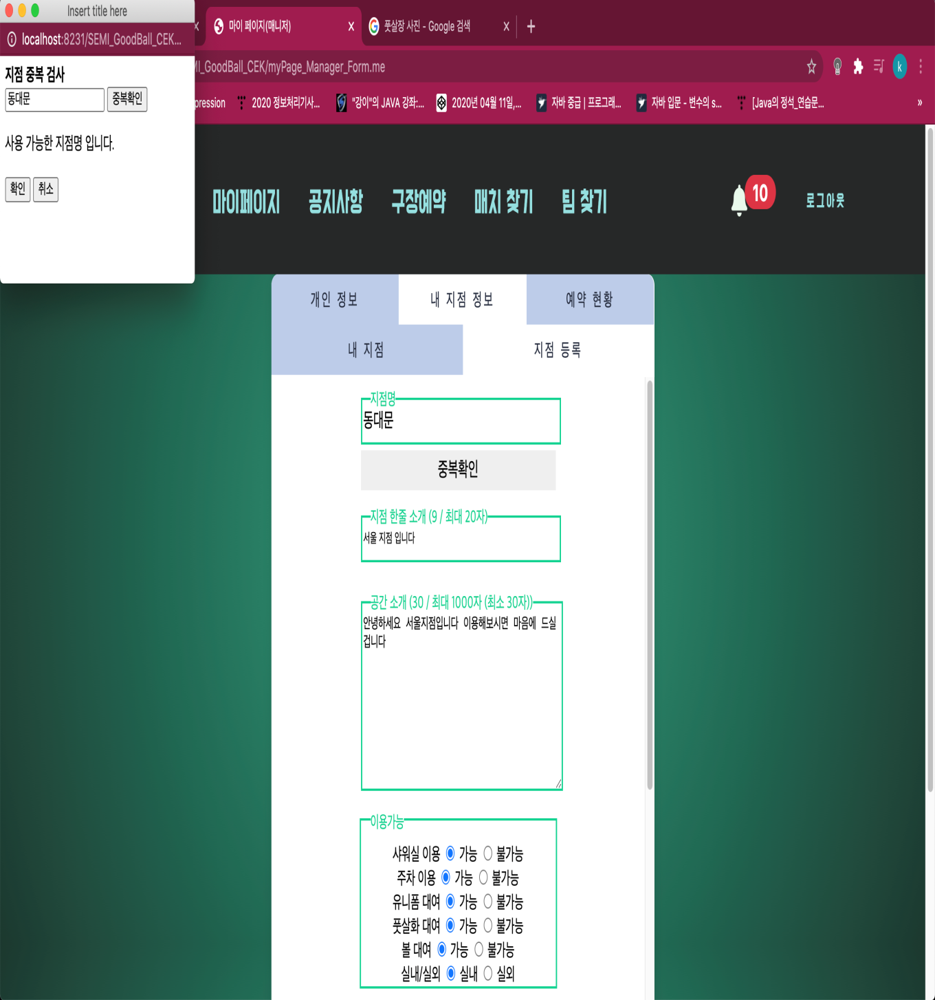 Insert title here
localhost:8231/SEMI_GoodBall_CEK...
지점 중복 검사
동대문 중복확인
사용 가능한 지점명 입니다.
확인 취소
마이 페이지(매니저)
풋살장 사진 - Google 검색
MI_GoodBall_CEK/myPage_Manager_Form.me
k
pression
2020 정보처리기사...
"강이"의 JAVA 강좌:...
2020년 04월 11일,...
자바 중급 | 프로그래...
자바 입문 - 변수의 s...
[Java의 정석_연습문...
»
마이페이지 공지사항 구장예약 매치 찾기 팀 찾기 10 로그아웃
개인 정보 내 지점 정보 예약 현황
내 지점 지점 등록
지점명
동대문
중복확인
지점 한줄 소개 (9 / 최대 20자)
서울 지점 입니다
공간 소개 (30 / 최대 1000자 (최소 30자))
안녕하세요 서울지점입니다 이용해보시면 마음에 드실
겁니다
이용가능
샤워실 이용 가능 불가능
주차 이용 가능 불가능
유니폼 대여 가능 불가능
풋살화 대여 가능 불가능
볼 대여 가능 불가능
실내/실외 실내 실외